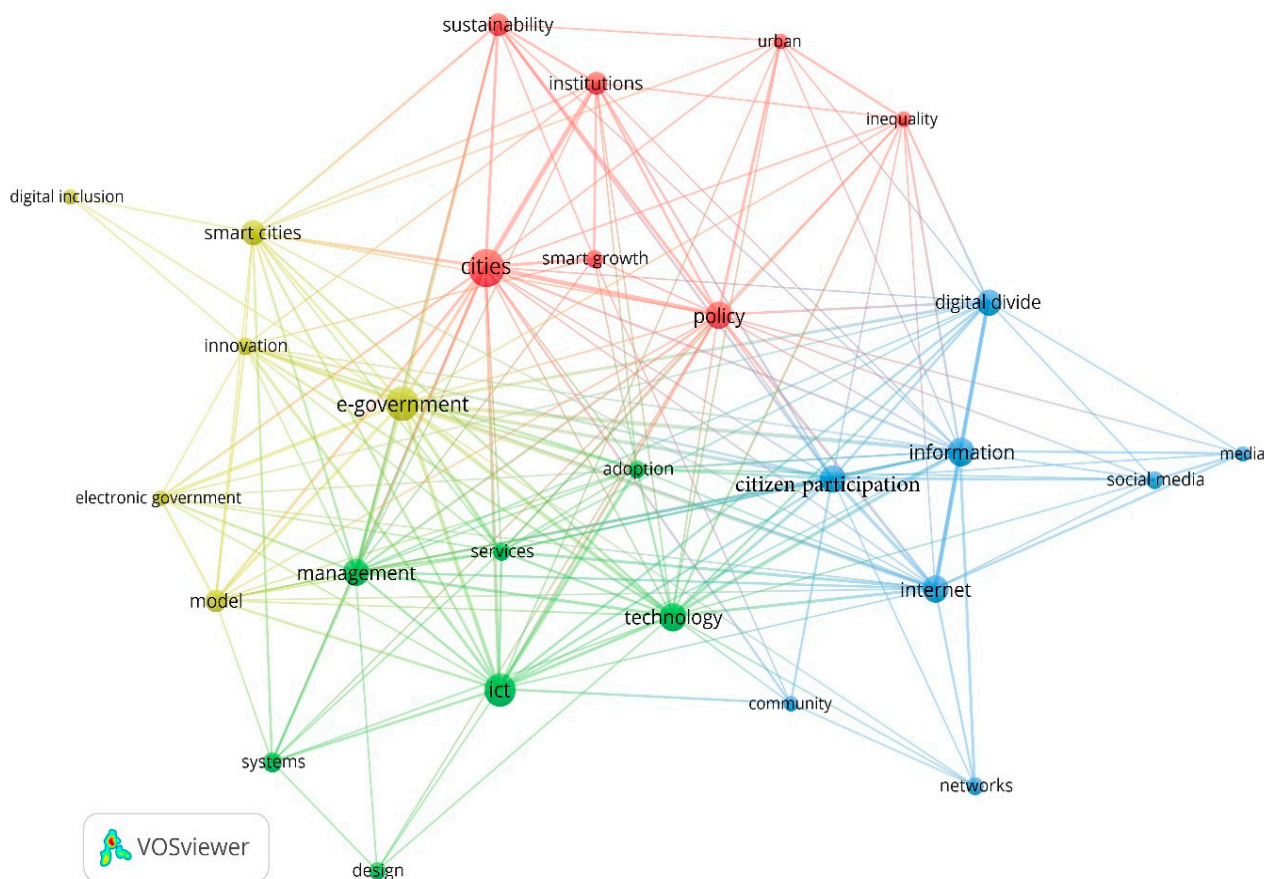 sustainability
urban
institutions
inequality
digital inclusion
smart cities
cities
smart growth
digital divide
policy
innovation
e-government
information
media
adoption
social media
citizen participation
electronic government
services
management
internet
model
technology
ict
community
systems
networks
VOSviewer
design